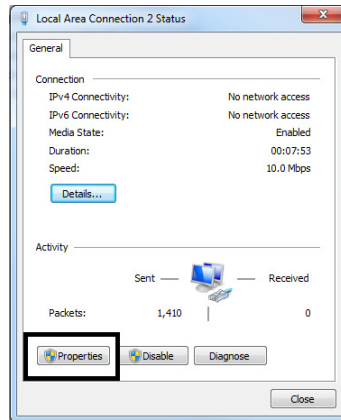 Local Area Connection 2 Status
General
Connection
IPv4 Connectivity: No network access
IPv6 Connectivity: No network access
Media State: Enabled
Duration: 00:07:53
Speed: 10.0 Mbps
Details...
Activity
Sent — — Received
Packets: 1,410 | 0
Properties Disable Diagnose
Close